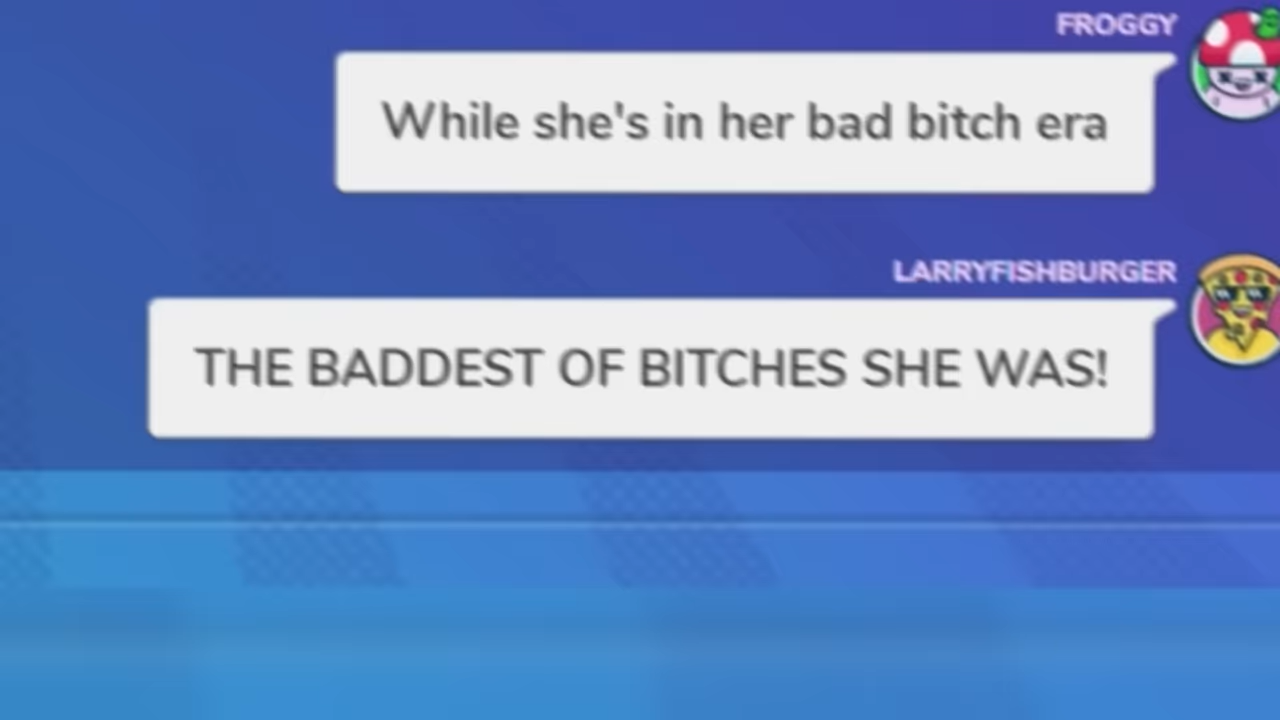 FROGGY
While she's in her bad bitch era
LARRYFISHBURGER
THE BADDEST OF BITCHES SHE WAS!